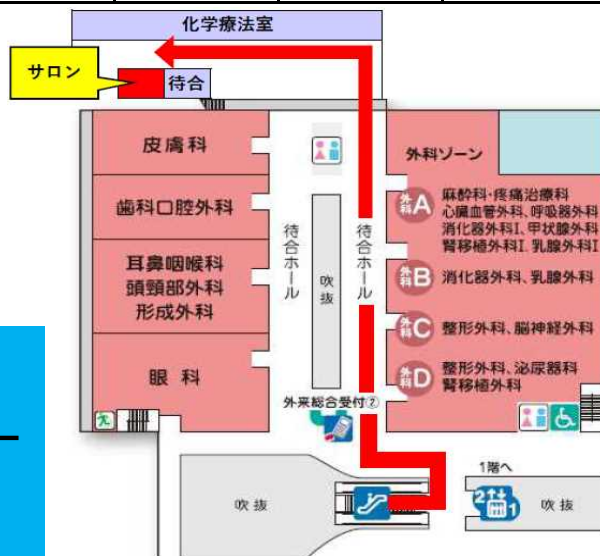 化学療法室
サロン
待合
皮膚科
歯科口腔外科
耳鼻咽喉科
頭頸部外科
形成外科
眼科
待合ホール
吹抜
待合ホール
外来総合受付②
外科ゾーン
外科A
麻酔科・疼痛治療科
心臓血管外科、呼吸器外科
消化器外科I、甲状腺外科
腎移植外科I 乳腺外科I
外科B
消化器外科、乳腺外科
外科C
整形外科、脳神経外科
外科D
整形外科、泌尿器科
腎移植外科
吹抜
1階へ
2 1
吹抜